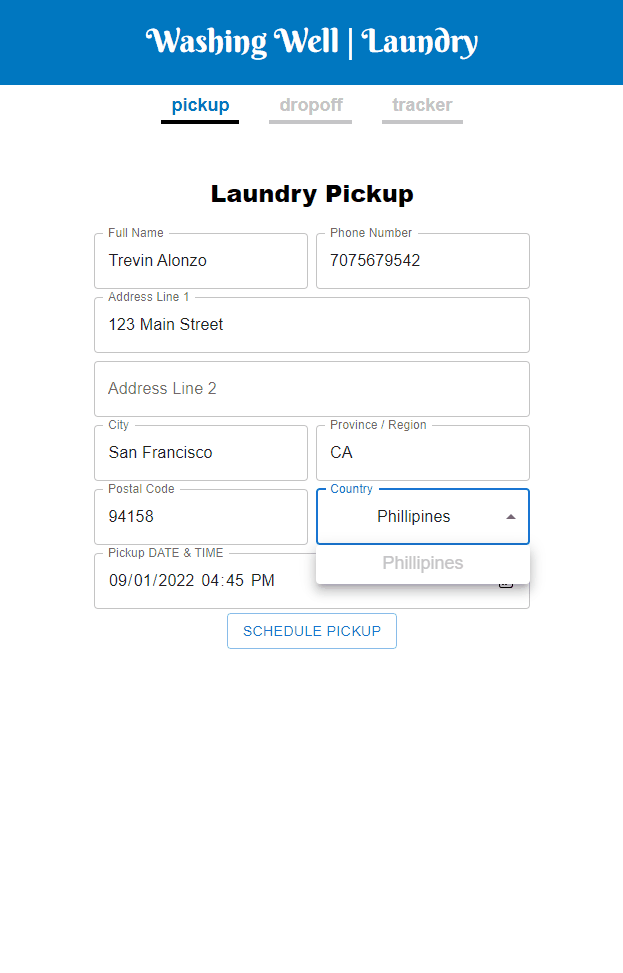 Washing Well | Laundry
pickup dropoff tracker
Laundry Pickup
Full Name Phone Number
Trevin Alonzo 7075679542
Address Line 1
123 Main Street
Address Line 2
City Province / Region
San Francisco CA
Postal Code Country
94158 Phillipines
Pickup DATE & TIME
Phillipines
09/01/2022 04:45 PM
SCHEDULE PICKUP